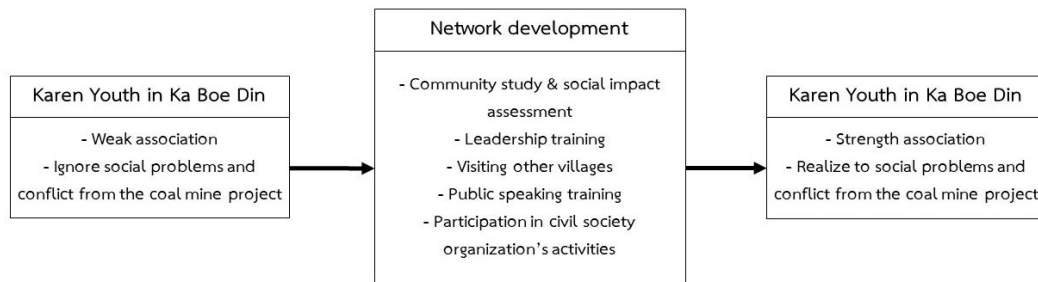 Karen Youth in Ka Boe Din
- Weak association
- Ignore social problems and
conflict from the coal mine project
Network development
- Community study & social impact
assessment
- Leadership training
- Visiting other villages
- Public speaking training
- Participation in civil society
organization's activities
Karen Youth in Ka Boe Din
- Strength association
- Realize to social problems and
conflict from the coal mine project